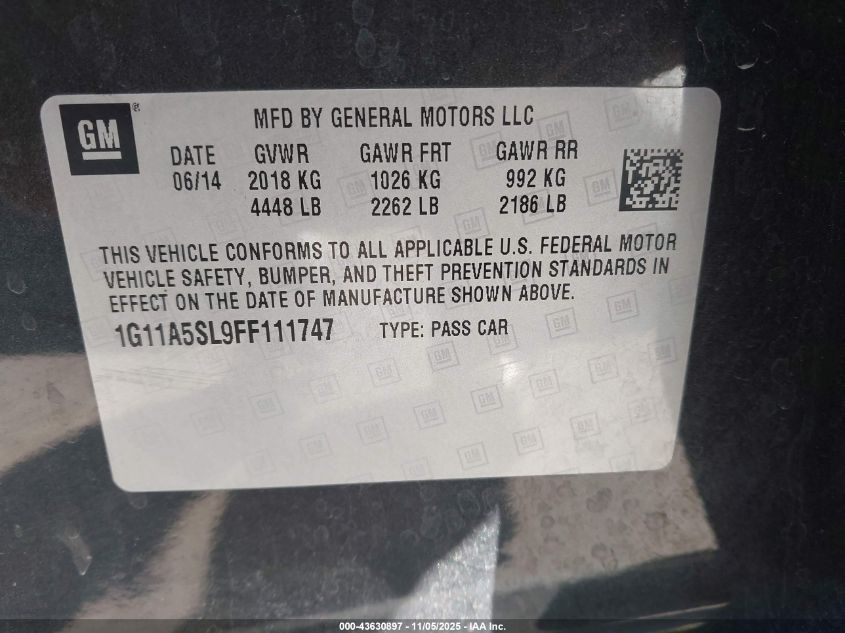 GM®
MFD BY GENERAL MOTORS LLC
DATE GVWR GAWR FRT GAWR RR
06/14 2018 KG 1026 KG 992 KG
4448 LB 2262 LB 2186 LB
THIS VEHICLE CONFORMS TO ALL APPLICABLE U.S. FEDERAL MOTOR
VEHICLE SAFETY, BUMPER, AND THEFT PREVENTION STANDARDS IN
EFFECT ON THE DATE OF MANUFACTURE SHOWN ABOVE.
1G11A5SL9FF111747 TYPE: PASS CAR
000-43630897 - 11/05/2025 - IAA Inc.